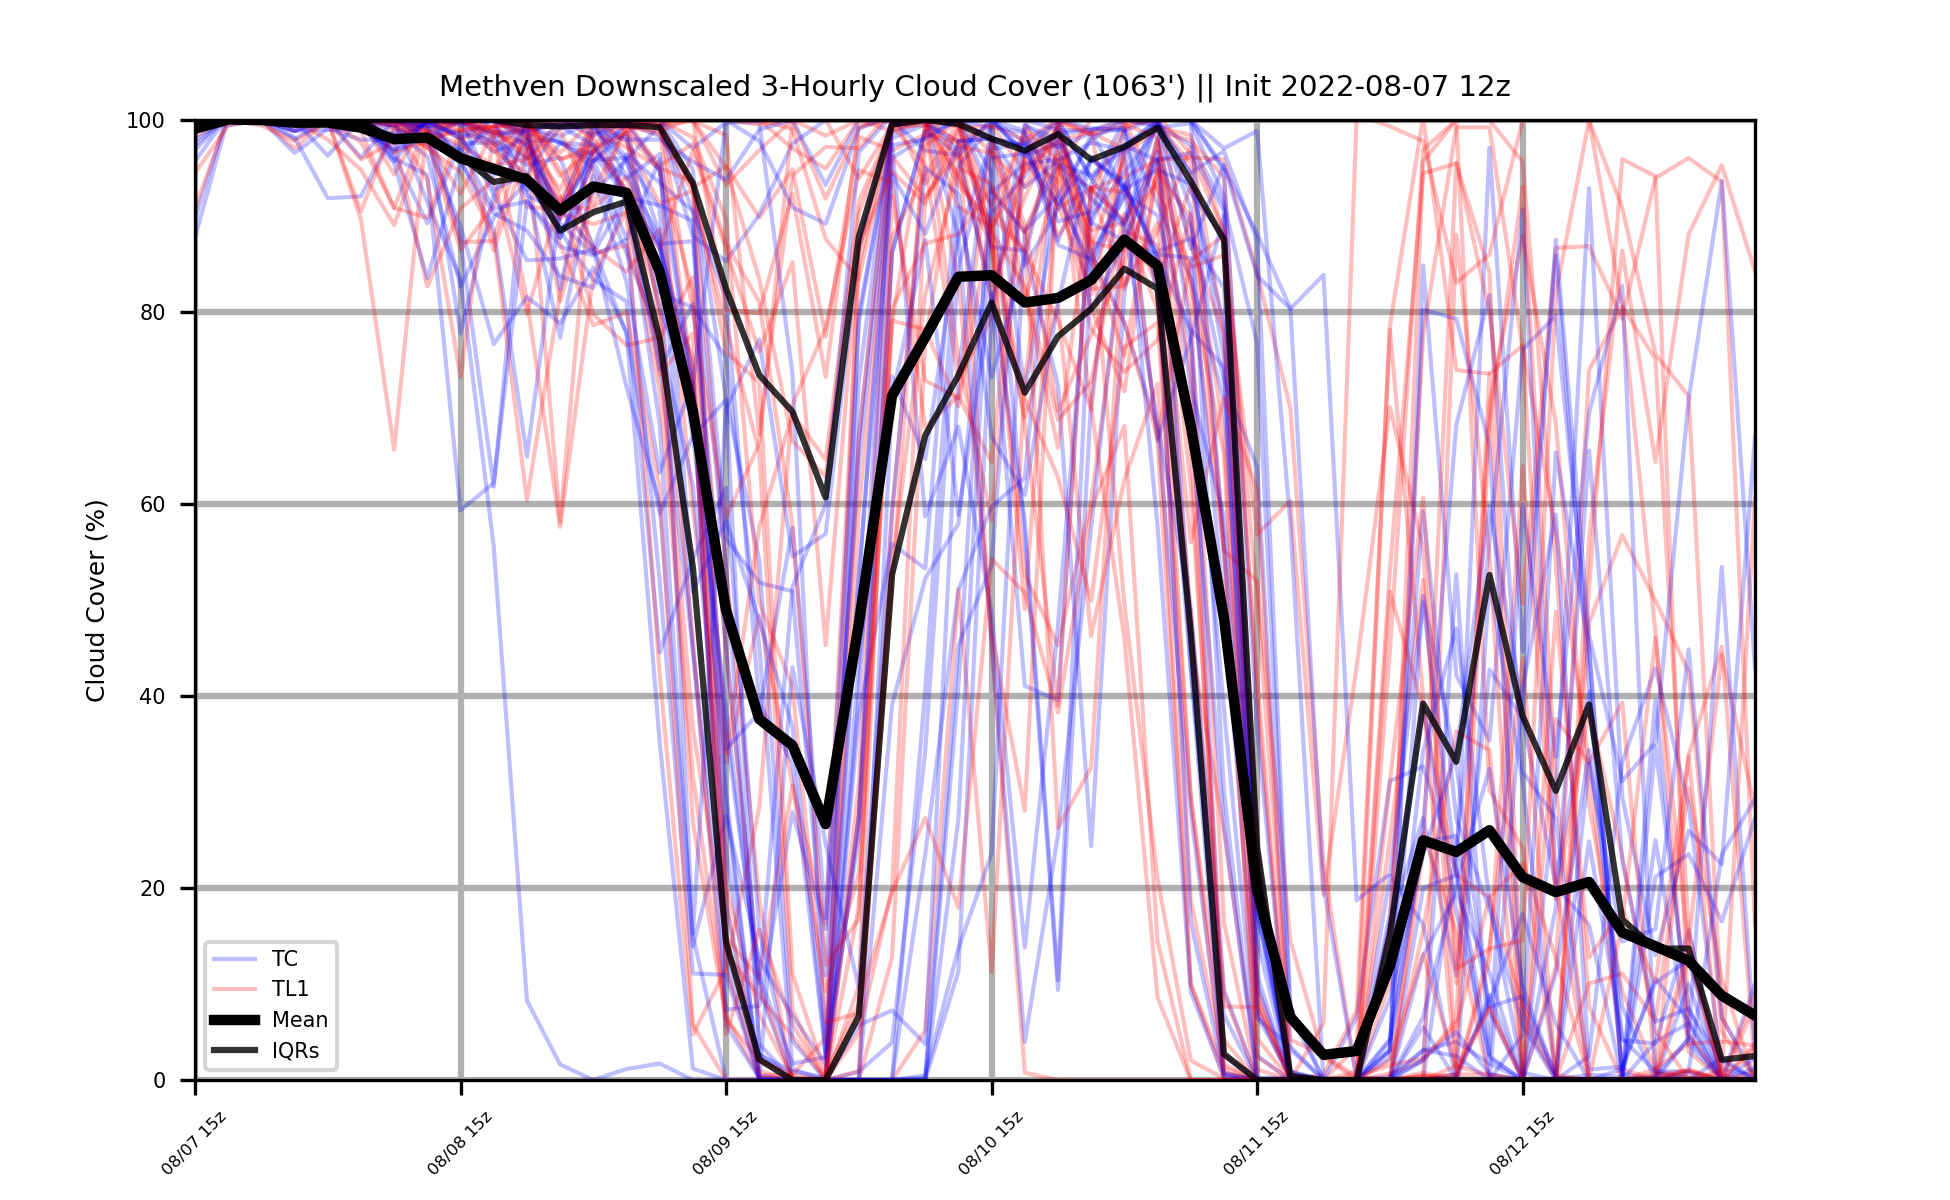 Methven Downscaled 3-Hourly Cloud Cover (1063') || Init 2022-08-07 12z
Cloud Cover (%)
100
80
60
40
20
0
TC
TL1
Mean
IQRs
08/07 15z
08/08 15z
08/09 15z
08/10 15z
08/11 15z
08/12 15z